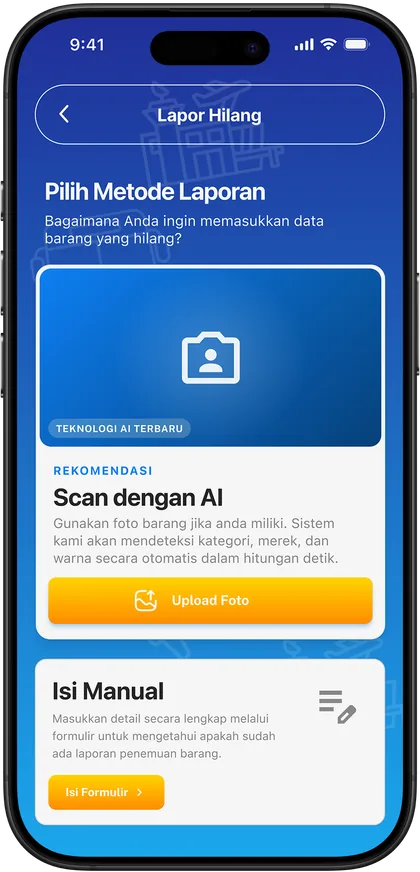 9:41
Lapor Hilang
Pilih Metode Laporan
Bagaimana Anda ingin memasukkan data
barang yang hilang?
TEKNOLOGI AI TERBARU
REKOMENDASI
Scan dengan AI
Gunakan foto barang jika anda miliki. Sistem
kami akan mendeteksi kategori, merek, dan
warna secara otomatis dalam hitungan detik.
Upload Foto
Isi Manual
Masukkan detail secara lengkap melalui
formulir untuk mengetahui apakah sudah
ada laporan penemuan barang.
Isi Formulir